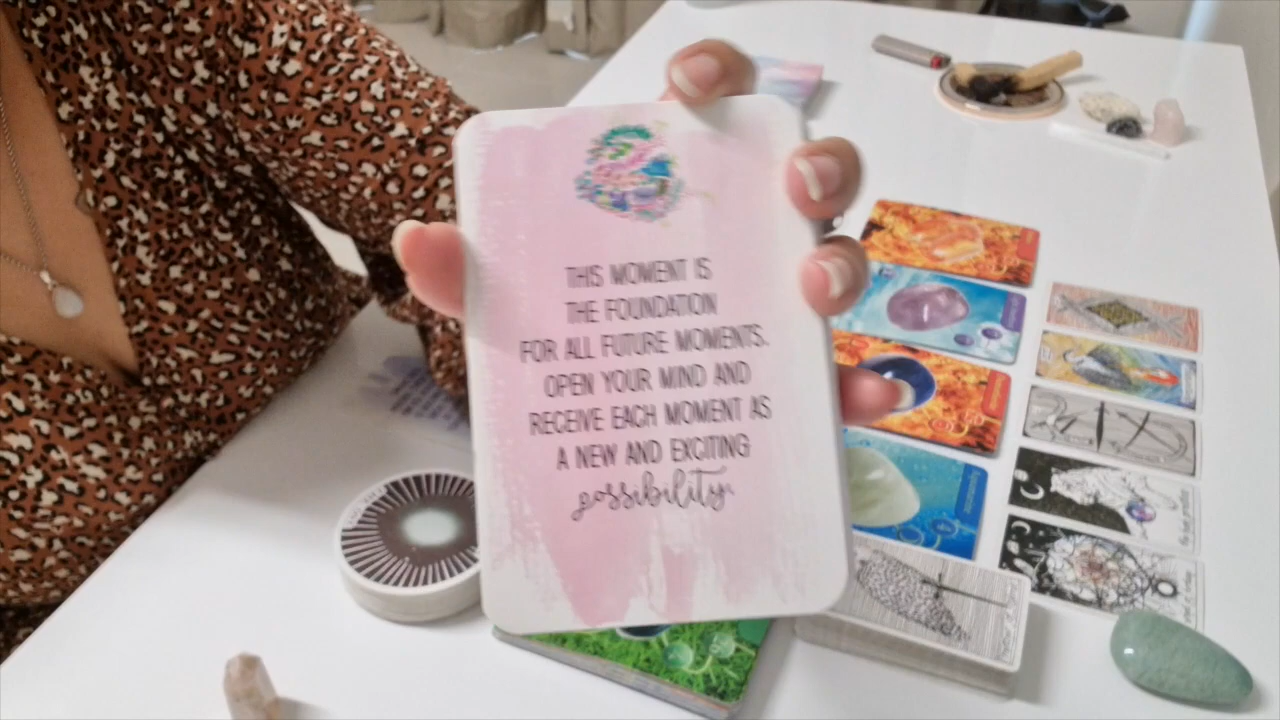 THIS MOMENT IS
THE FOUNDATION
FOR ALL FUTURE MOMENTS.
OPEN YOUR MIND AND
RECEIVE EACH MOMENT AS
A NEW AND EXCITING
possibility.